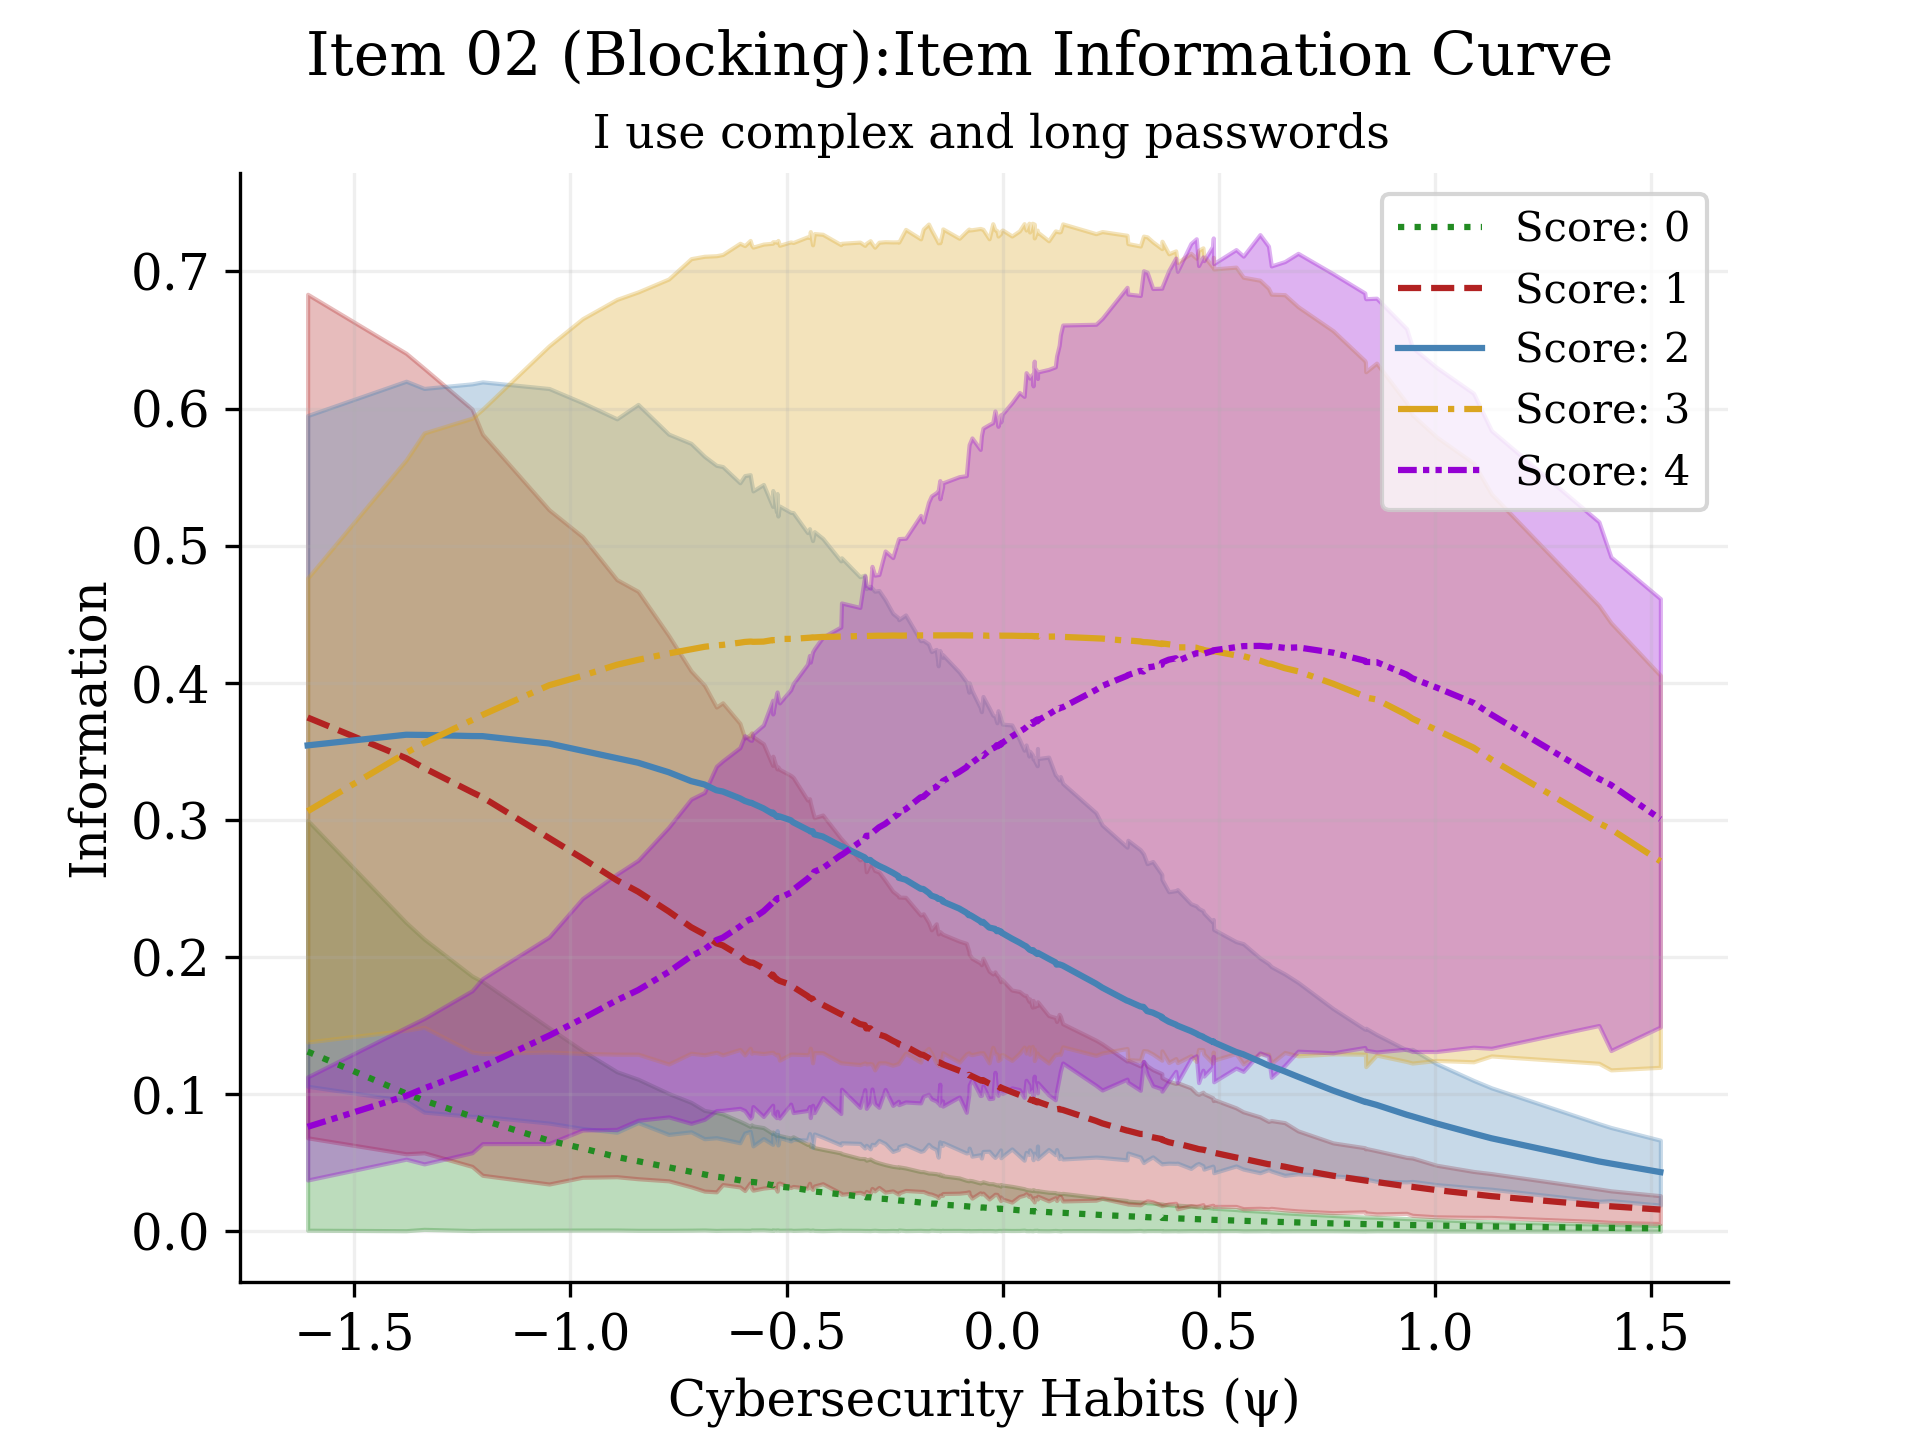 Item 02 (Blocking):Item Information Curve
I use complex and long passwords
Score: 0
Score: 1
Score: 2
Score: 3
Score: 4
Information
0.7
0.6
0.5
0.4
0.3
0.2
0.1
0.0
−1.5 −1.0 −0.5 0.0 0.5 1.0 1.5
Cybersecurity Habits (ψ)